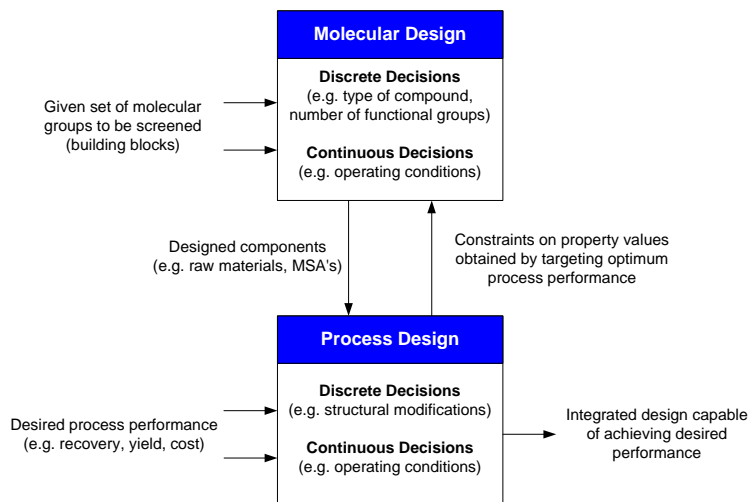 Molecular Design
Discrete Decisions
(e.g. type of compound,
number of functional groups)
Continuous Decisions
(e.g. operating conditions)
Given set of molecular
groups to be screened
(building blocks)
Designed components
(e.g. raw materials, MSA's)
Constraints on property values
obtained by targeting optimum
process performance
Process Design
Discrete Decisions
(e.g. structural modifications)
Continuous Decisions
(e.g. operating conditions)
Desired process performance
(e.g. recovery, yield, cost)
Integrated design capable
of achieving desired
performance